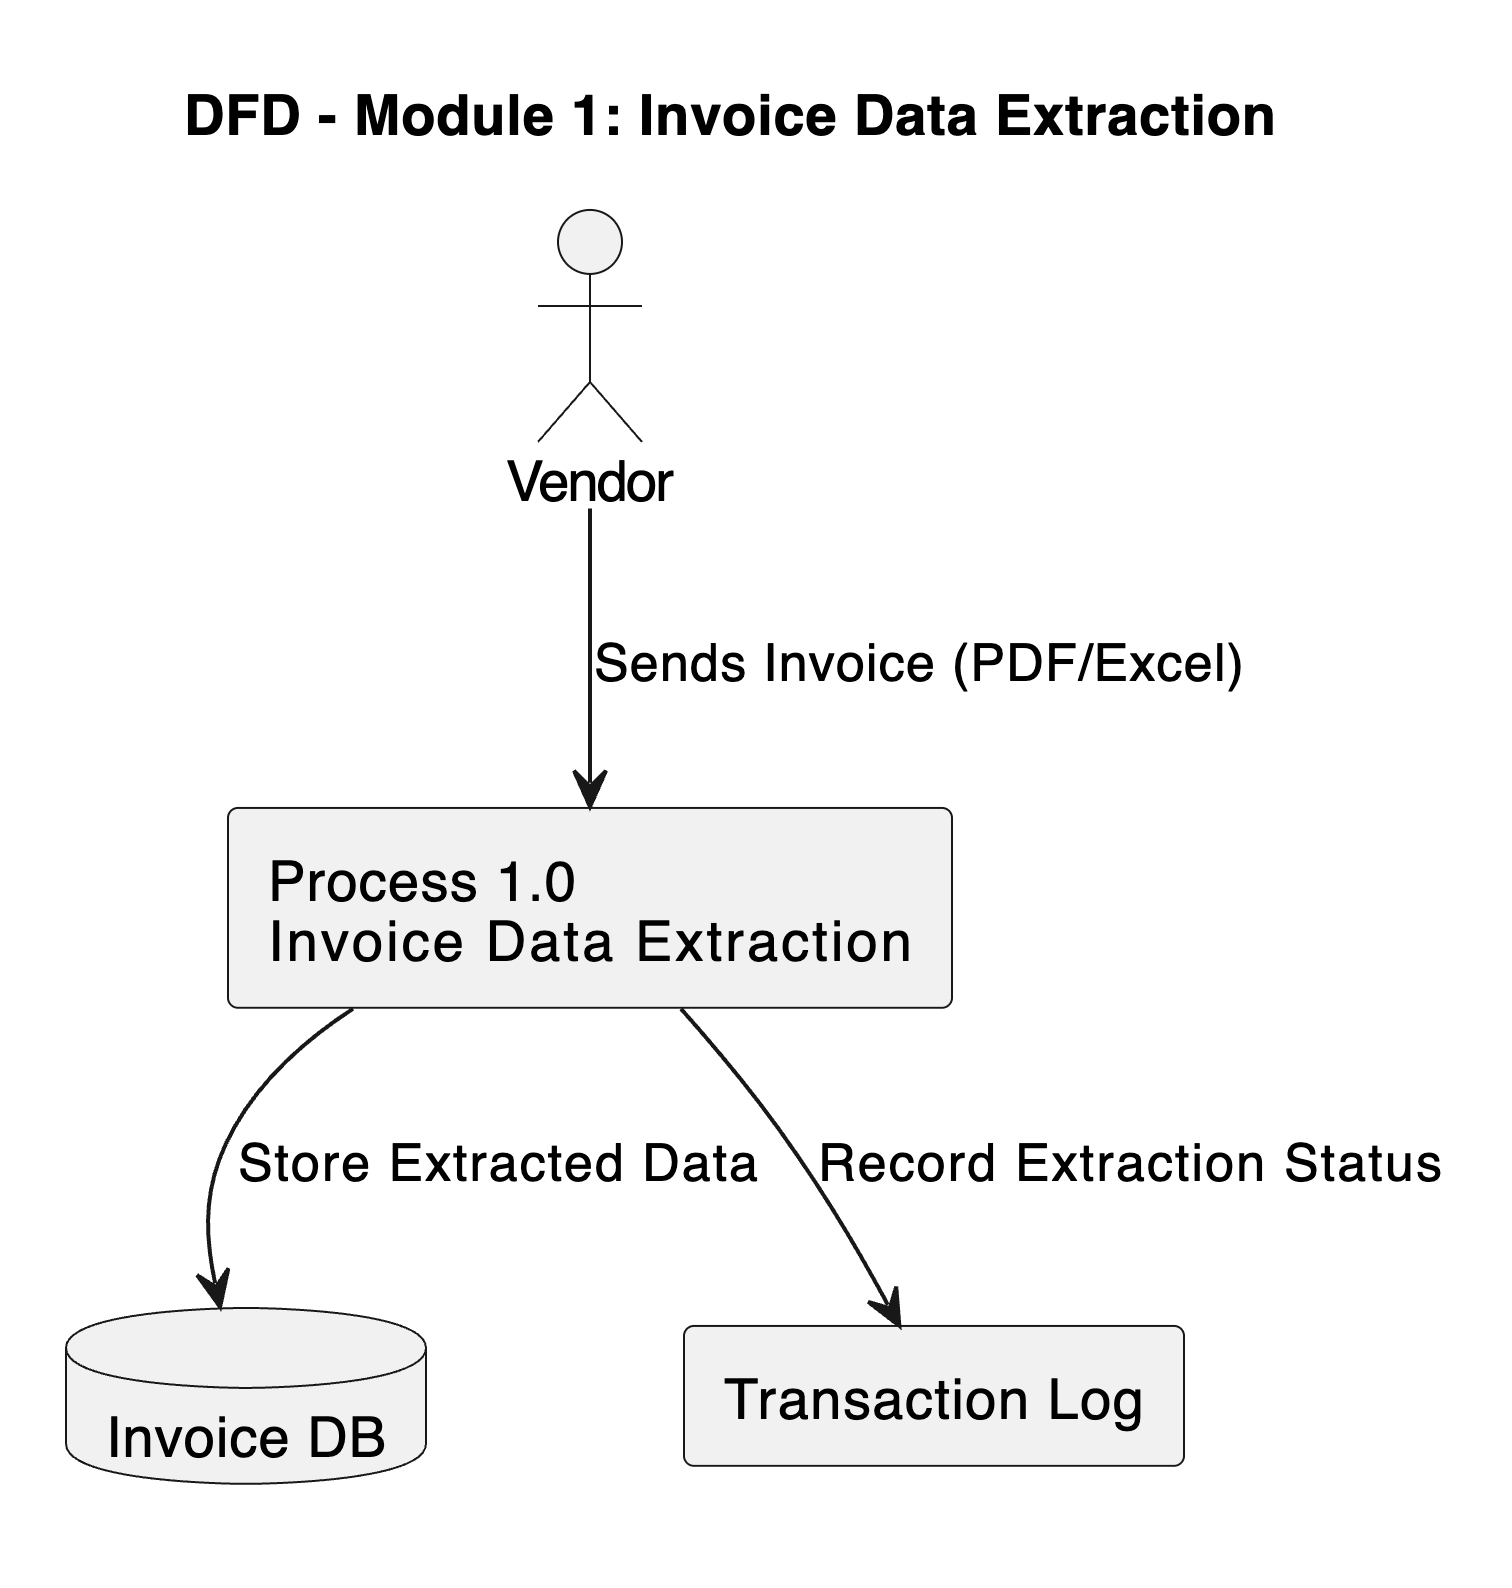 DFD - Module 1: Invoice Data Extraction
Vendor
Sends Invoice (PDF/Excel)
Process 1.0
Invoice Data Extraction
Store Extracted Data
Record Extraction Status
Invoice DB
Transaction Log